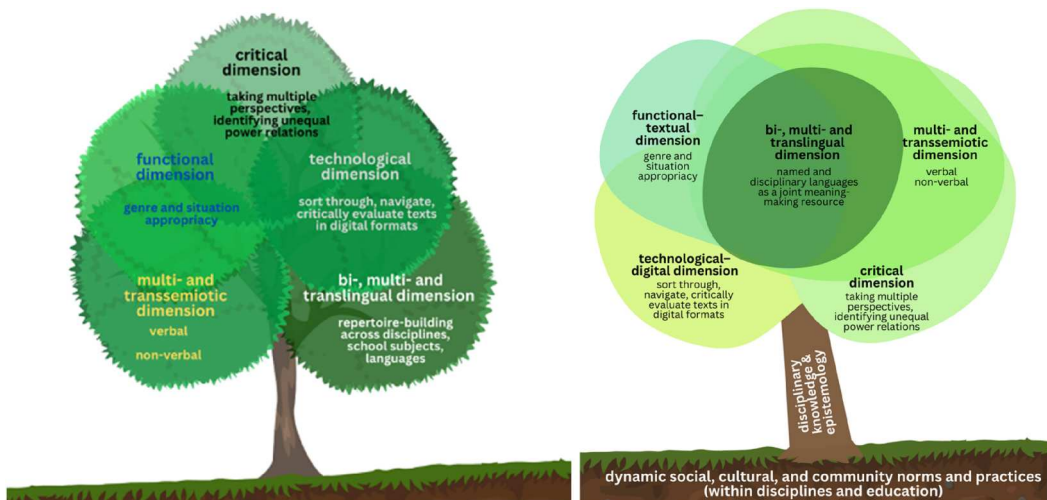 critical
dimension
taking multiple
perspectives,
identifying unequal
power relations
functional
dimension
genre and situation
appropriacy
technological
dimension
sort through, navigate,
critically evaluate texts
in digital formats
multi- and
transsemiotic
dimension
verbal
non-verbal
bi-, multi- and
translingual dimension
repertoire-building
across disciplines,
school subjects,
languages
functional–
textual
dimension
genre and
situation
appropriacy
bi-, multi- and
translingual
dimension
named and
disciplinary languages
as a joint meaning-
making resource
multi- and
transsemiotic
dimension
verbal
non-verbal
technological–
digital dimension
sort through,
navigate, critically
evaluate texts in
digital formats
critical
dimension
taking multiple
perspectives,
identifying unequal
power relations
disciplinary
knowledge &
epistemology
dynamic social, cultural, and community norms and practices
(within disciplines and education)